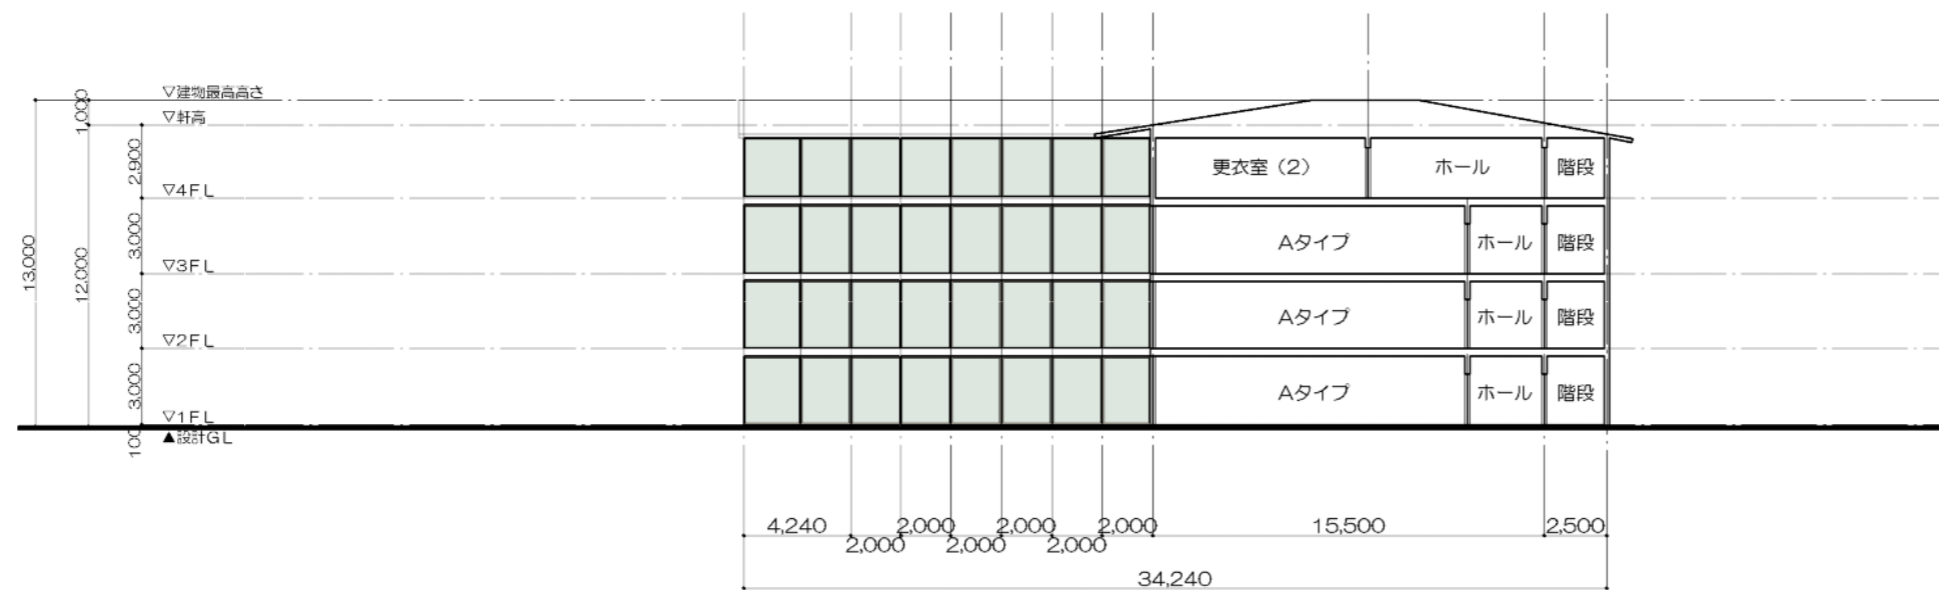 ▽建物最高高さ
1,000
▽軒高
2,900
更衣室（2）
ホール
階段
▽4FL
13,000
12,000
3,000
Aタイプ
ホール
階段
▽3FL
3,000
Aタイプ
ホール
階段
▽2FL
3,000
Aタイプ
ホール
階段
▽1FL
100
▲設計GL
4,240
2,000
2,000
2,000
2,000
2,000
2,000
15,500
2,500
34,240